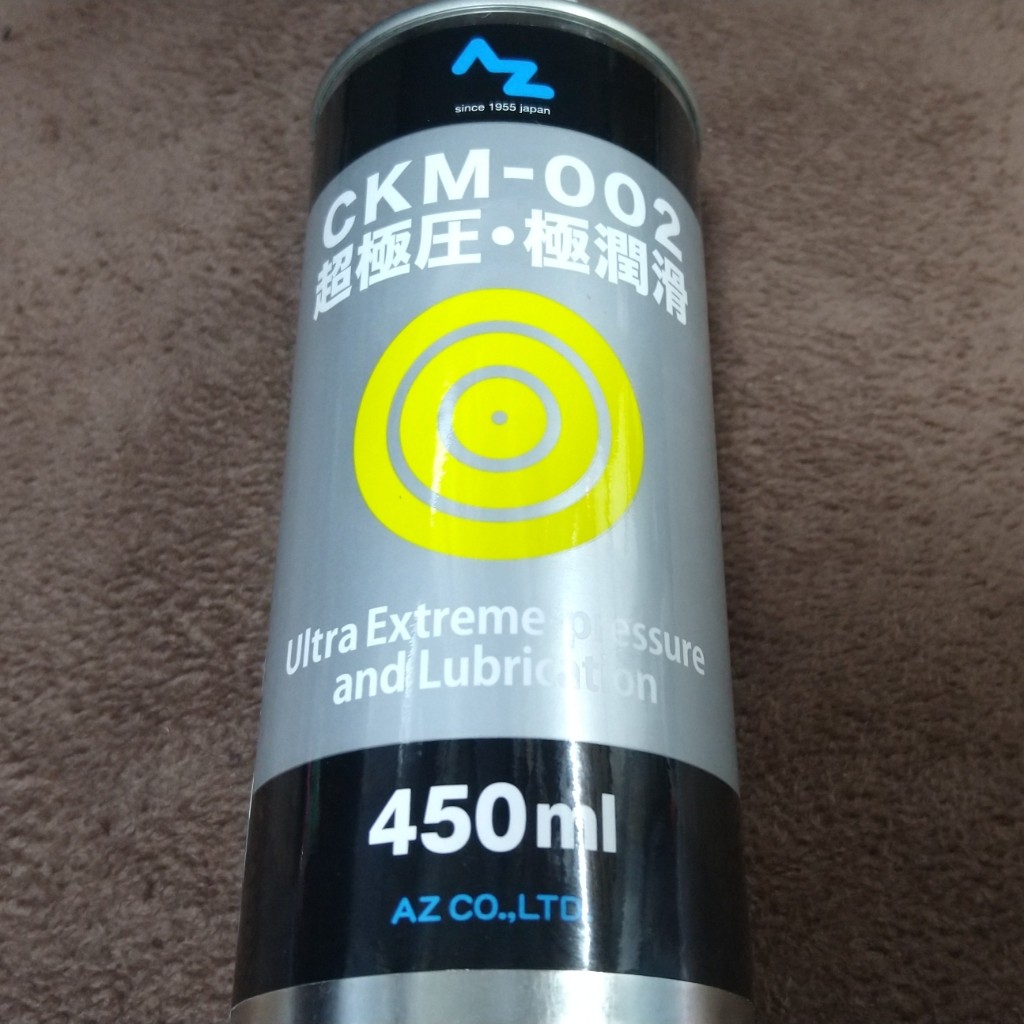 AZ
since 1955 japan
CKM-002
超極圧・極潤滑
Ultra Extreme pressure
and Lubrication
450ml
AZ CO.,LTD.